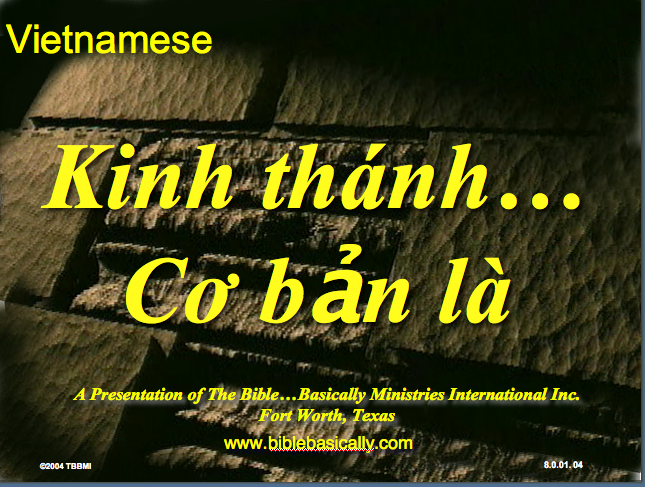 Vietnamese
Kinh thánh…
Cơ bản là
A Presentation of The Bible…Basically Ministries International Inc.
Fort Worth, Texas
www.biblebasically.com
©2004 TBBMI
8.0.01. 04